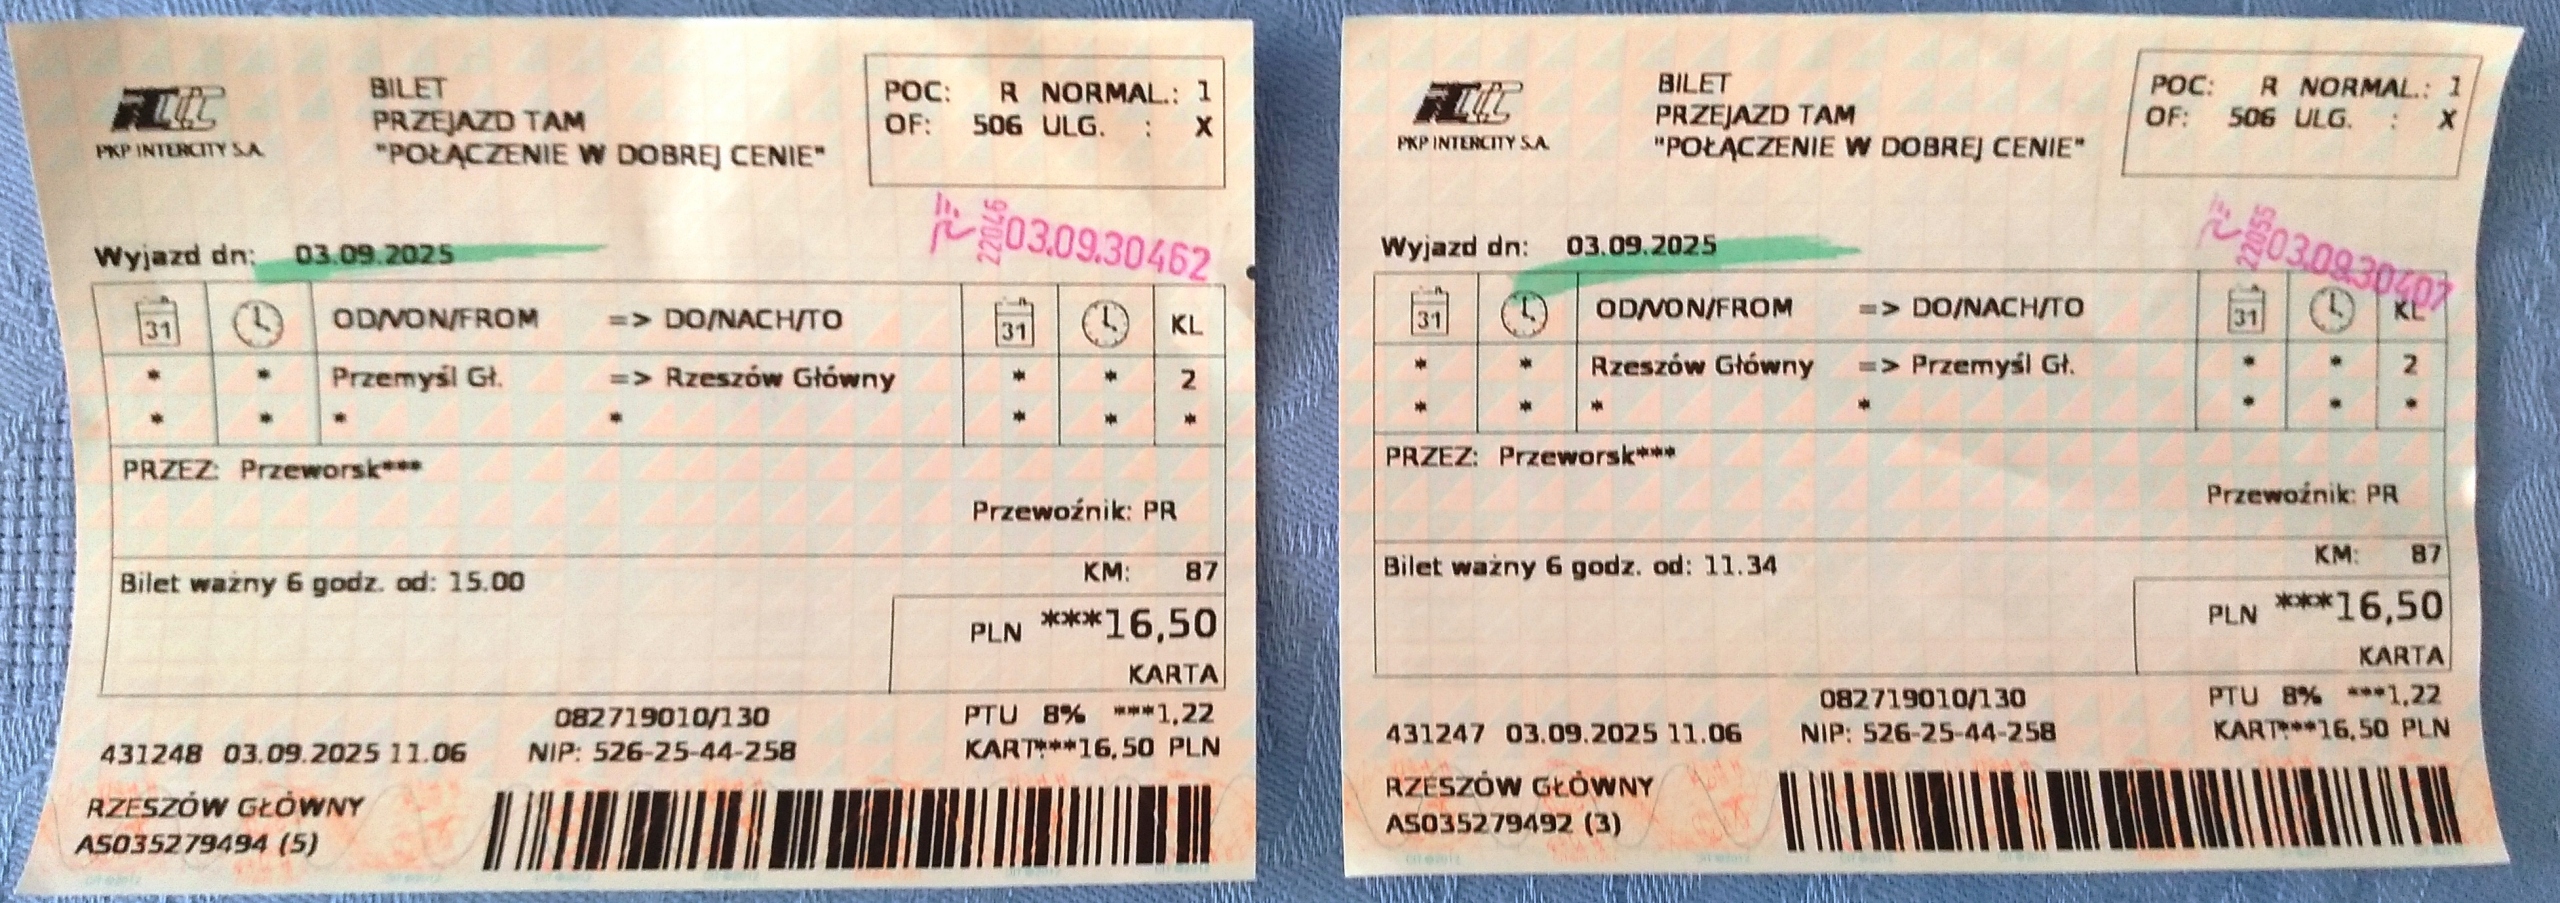 PKP INTERCITY S.A.
BILET
PRZEJAZD TAM
"POŁĄCZENIE W DOBREJ CENIE"
POC: R NORMAL.: 1
OF: 506 ULG. : X
22046 03.09.30462
Wyjazd dn: 03.09.2025
31 OD/VON/FROM => DO/NACH/TO 31 KL
* * Przemyśl Gł. => Rzeszów Główny * * 2
* * * * * * *
PRZEZ: Przeworsk***
Przewoźnik: PR
Bilet ważny 6 godz. od: 15.00
KM: 87
PLN ***16,50
KARTA
082719010/130
PTU 8% ***1,22
431248 03.09.2025 11.06 NIP: 526-25-44-258 KART***16,50 PLN
RZESZÓW GŁÓWNY
AS035279494 (5)
PKP INTERCITY S.A.
BILET
PRZEJAZD TAM
"POŁĄCZENIE W DOBREJ CENIE"
POC: R NORMAL.: 1
OF: 506 ULG. : X
22055 03.09.30407
Wyjazd dn: 03.09.2025
31 OD/VON/FROM => DO/NACH/TO 31 KL
* * Rzeszów Główny => Przemyśl Gł. * * 2
* * * * * * *
PRZEZ: Przeworsk***
Przewoźnik: PR
Bilet ważny 6 godz. od: 11.34
KM: 87
PLN ***16,50
KARTA
082719010/130
PTU 8% ***1,22
431247 03.09.2025 11.06 NIP: 526-25-44-258 KART***16,50 PLN
RZESZÓW GŁÓWNY
AS035279492 (3)